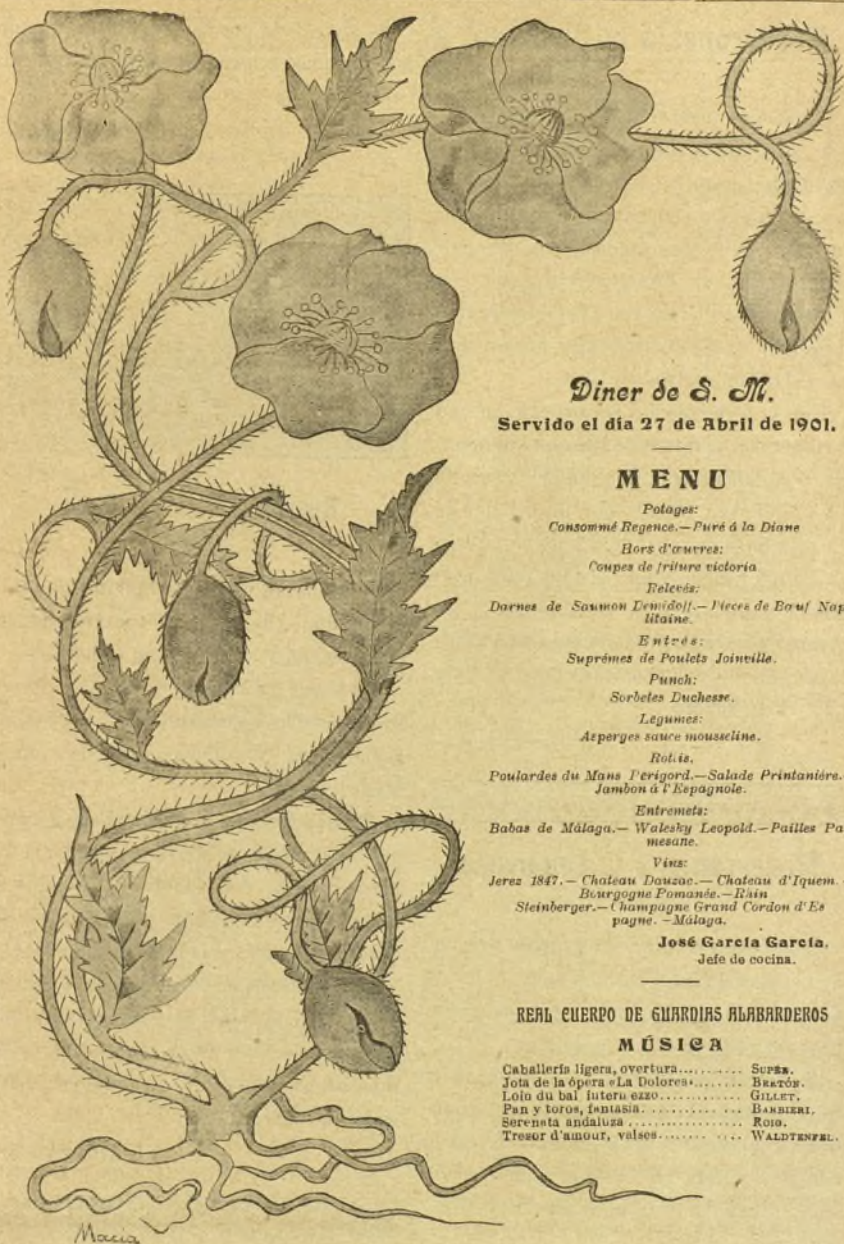 Diner de S. M.
Servido el día 27 de Abril de 1901.
MENU
Potages:
Consommé Regence.—Puré á la Diane
Hors d'œuvres:
Coupes de friture victoria
Relevés:
Darnes de Saumon Demidoff.— Pieces de Bœuf Nap
litaine.
Entrés:
Suprémes de Poulets Joinville.
Punch:
Sorbetes Duchesse.
Legumes:
Asperges sauce mousseline.
Rotis.
Poulardes du Mans Périgord.—Salade Printaniére.
Jambon á l'Espagnole.
Entremets:
Babas de Málaga.— Walesky Leopold.—Pailles Pa
mesane.
Vins:
Jerez 1847.— Chateau Dauzac.— Chateau d'Iquem.
Bourgogne Pomanée.—Rhin
Steinberger.—Champagne Grand Cordon d'Es
pagne.—Málaga.
José García García.
Jefe de cocina.
REAL CUERPO DE GUARDIAS ALABARDEROS
MÚSICA
Caballería ligera, overtura.......... SUPÉE.
Jota de la ópera «La Dolores»........ BRETÓN.
Loin du bal intermezzo............ GILLET.
Pan y toros, fantasía............ BARBIERI.
Serenata andaluza................. ROIG.
Tresor d'amour, valses............ WALDTENFEL.
Macía